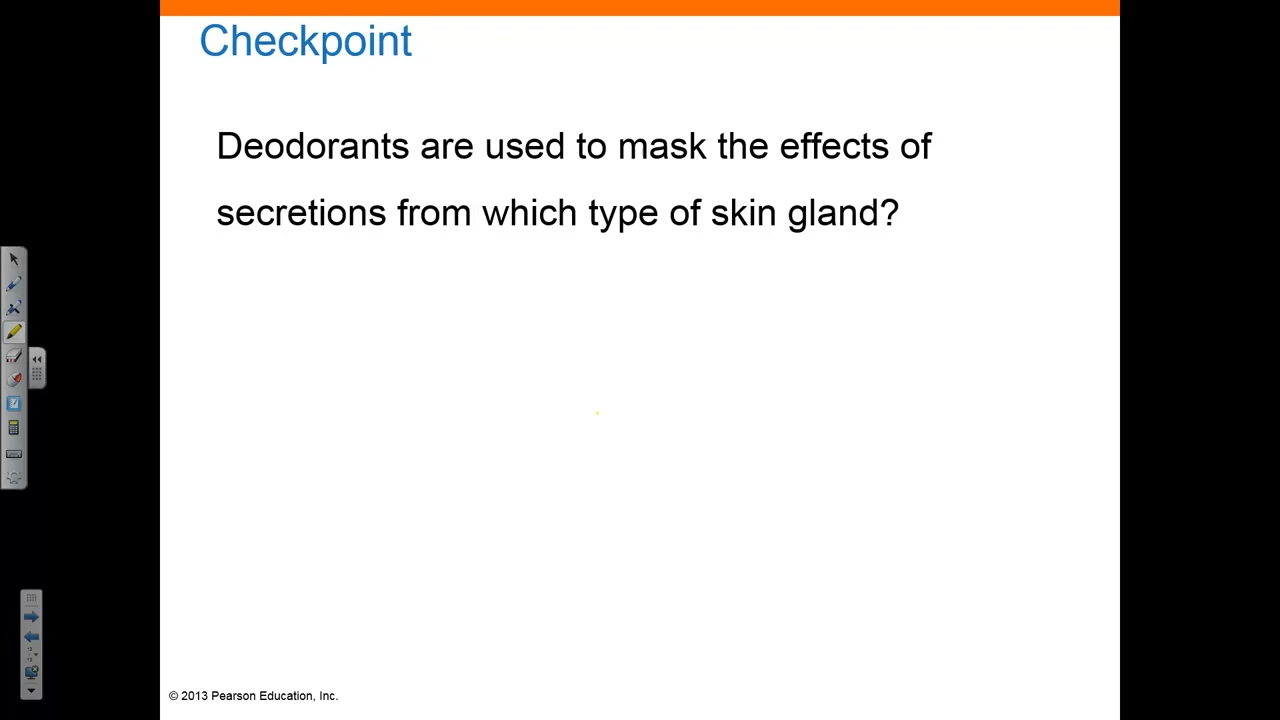 Checkpoint
Deodorants are used to mask the effects of
secretions from which type of skin gland?
© 2013 Pearson Education, Inc.